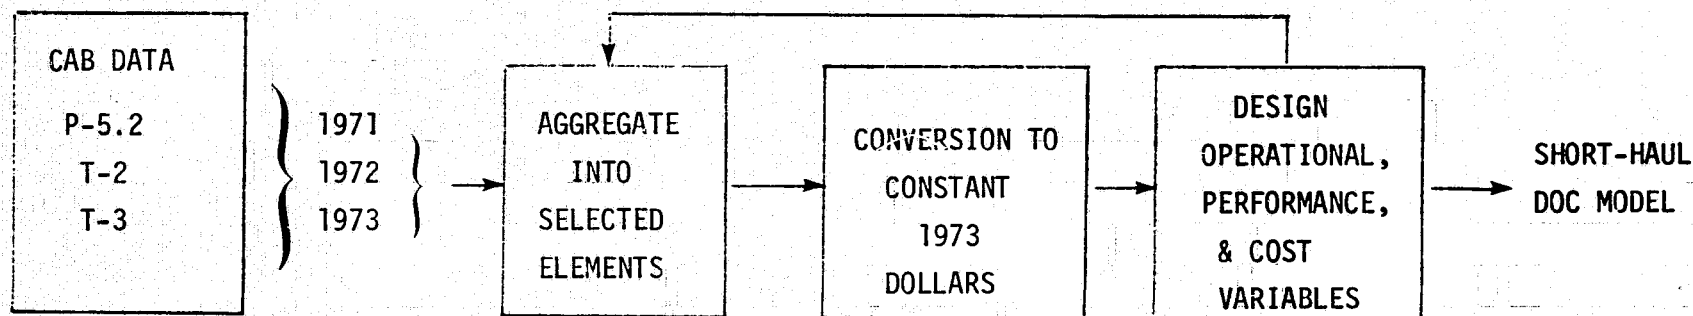 CAB DATA
P-5.2
T-2
T-3
1971
1972
1973
AGGREGATE
INTO
SELECTED
ELEMENTS
CONVERSION TO
CONSTANT
1973
DOLLARS
DESIGN
OPERATIONAL,
PERFORMANCE,
& COST
VARIABLES
SHORT-HAUL
DOC MODEL